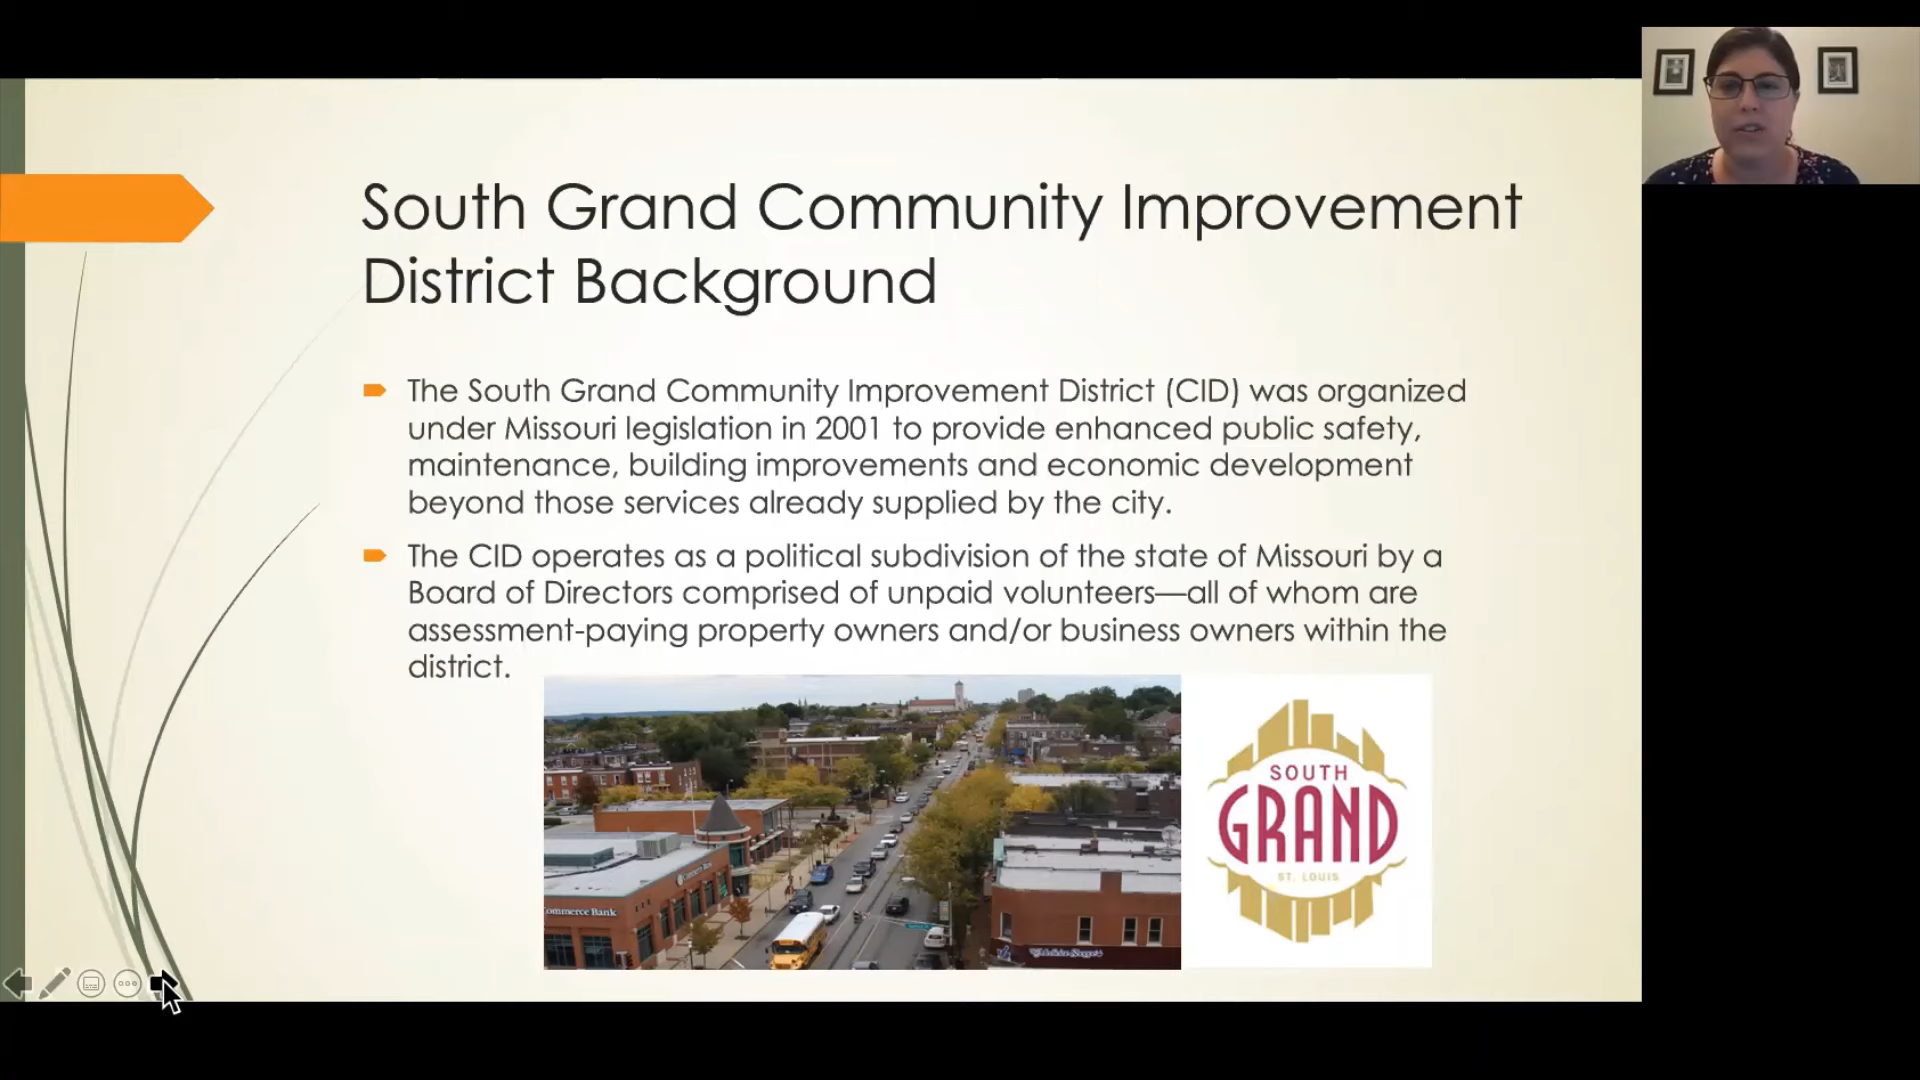 South Grand Community Improvement
District Background
The South Grand Community Improvement District (CID) was organized
under Missouri legislation in 2001 to provide enhanced public safety,
maintenance, building improvements and economic development
beyond those services already supplied by the city.
The CID operates as a political subdivision of the state of Missouri by a
Board of Directors comprised of unpaid volunteers—all of whom are
assessment-paying property owners and/or business owners within the
district.
ommerce Bank
SOUTH
GRAND
ST. LOUIS